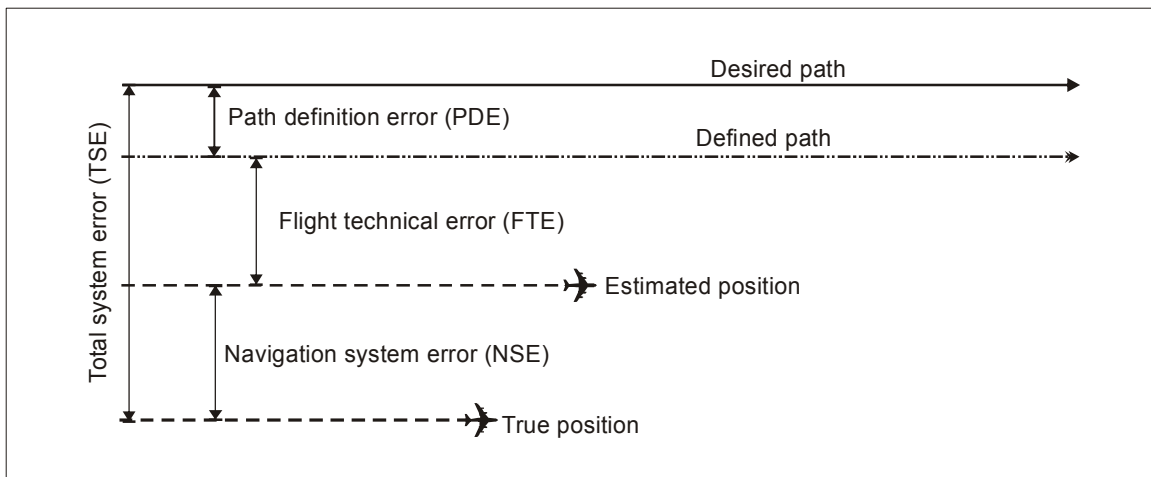 Desired path
Path definition error (PDE)
Defined path
Total system error (TSE)
Flight technical error (FTE)
Estimated position
Navigation system error (NSE)
True position